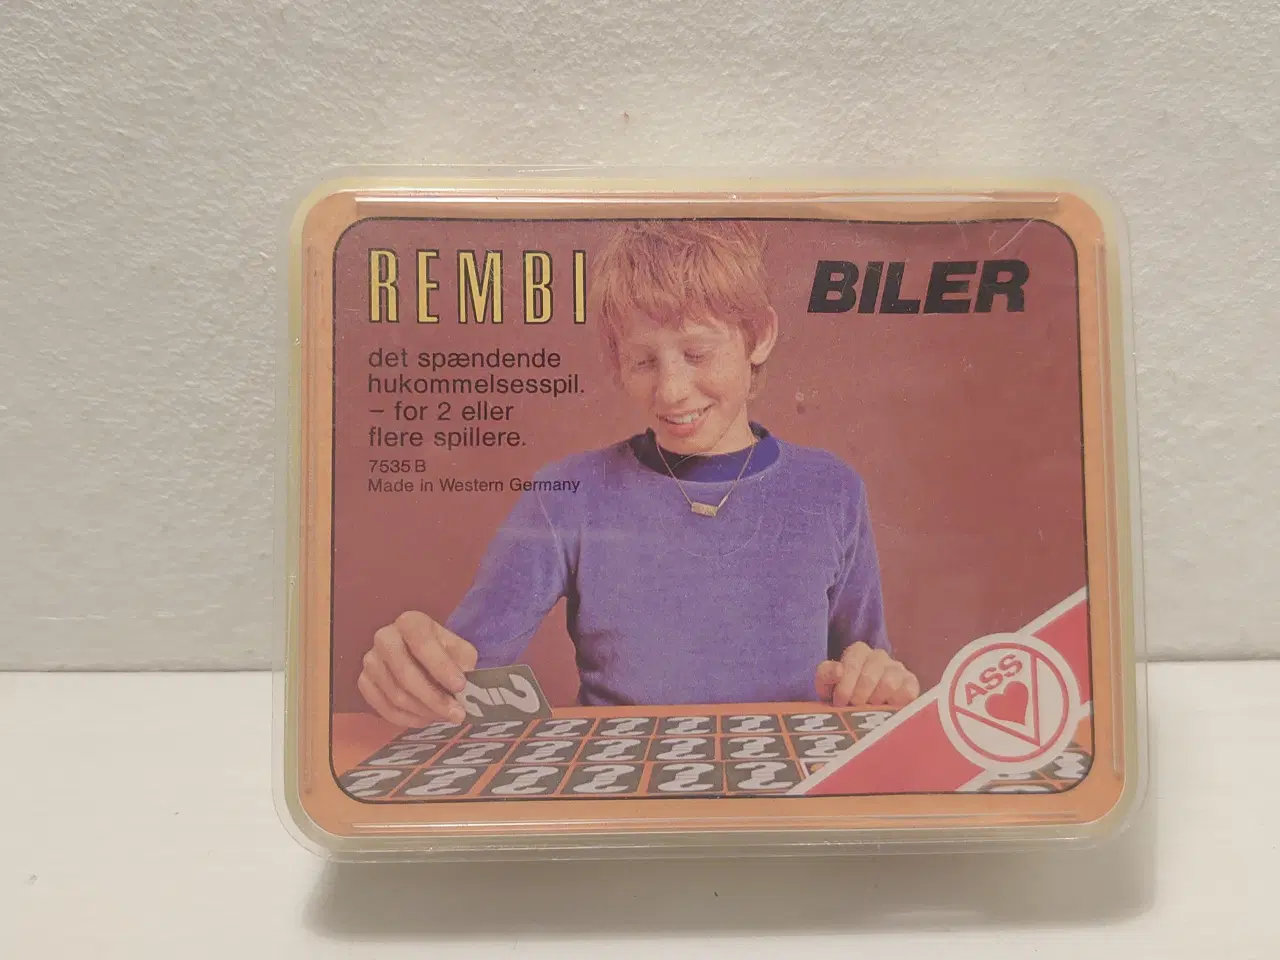 REMBI
BILER
det spændende
hukommelsesspil.
– for 2 eller
flere spillere.
7535 B
Made in Western Germany
ASS